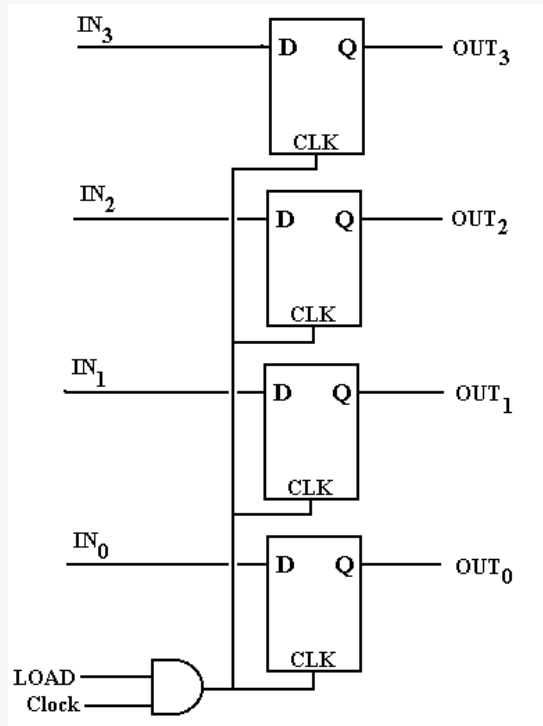 IN3
D Q OUT3
CLK
IN2
D Q OUT2
CLK
IN1
D Q OUT1
CLK
IN0
D Q OUT0
CLK
LOAD
Clock